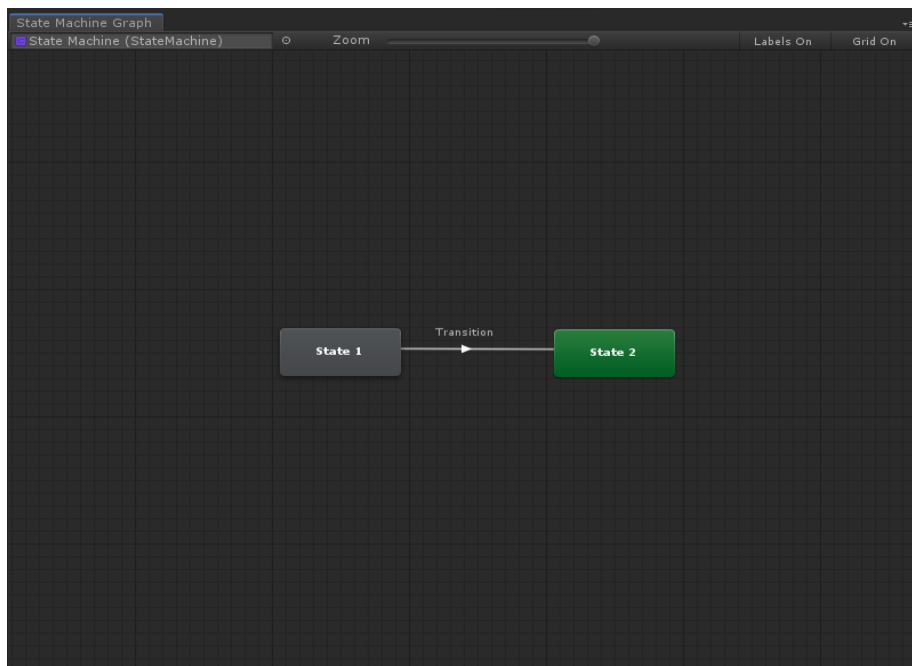 State Machine Graph
State Machine (StateMachine) Zoom Labels On Grid On
Transition
State 1 State 2